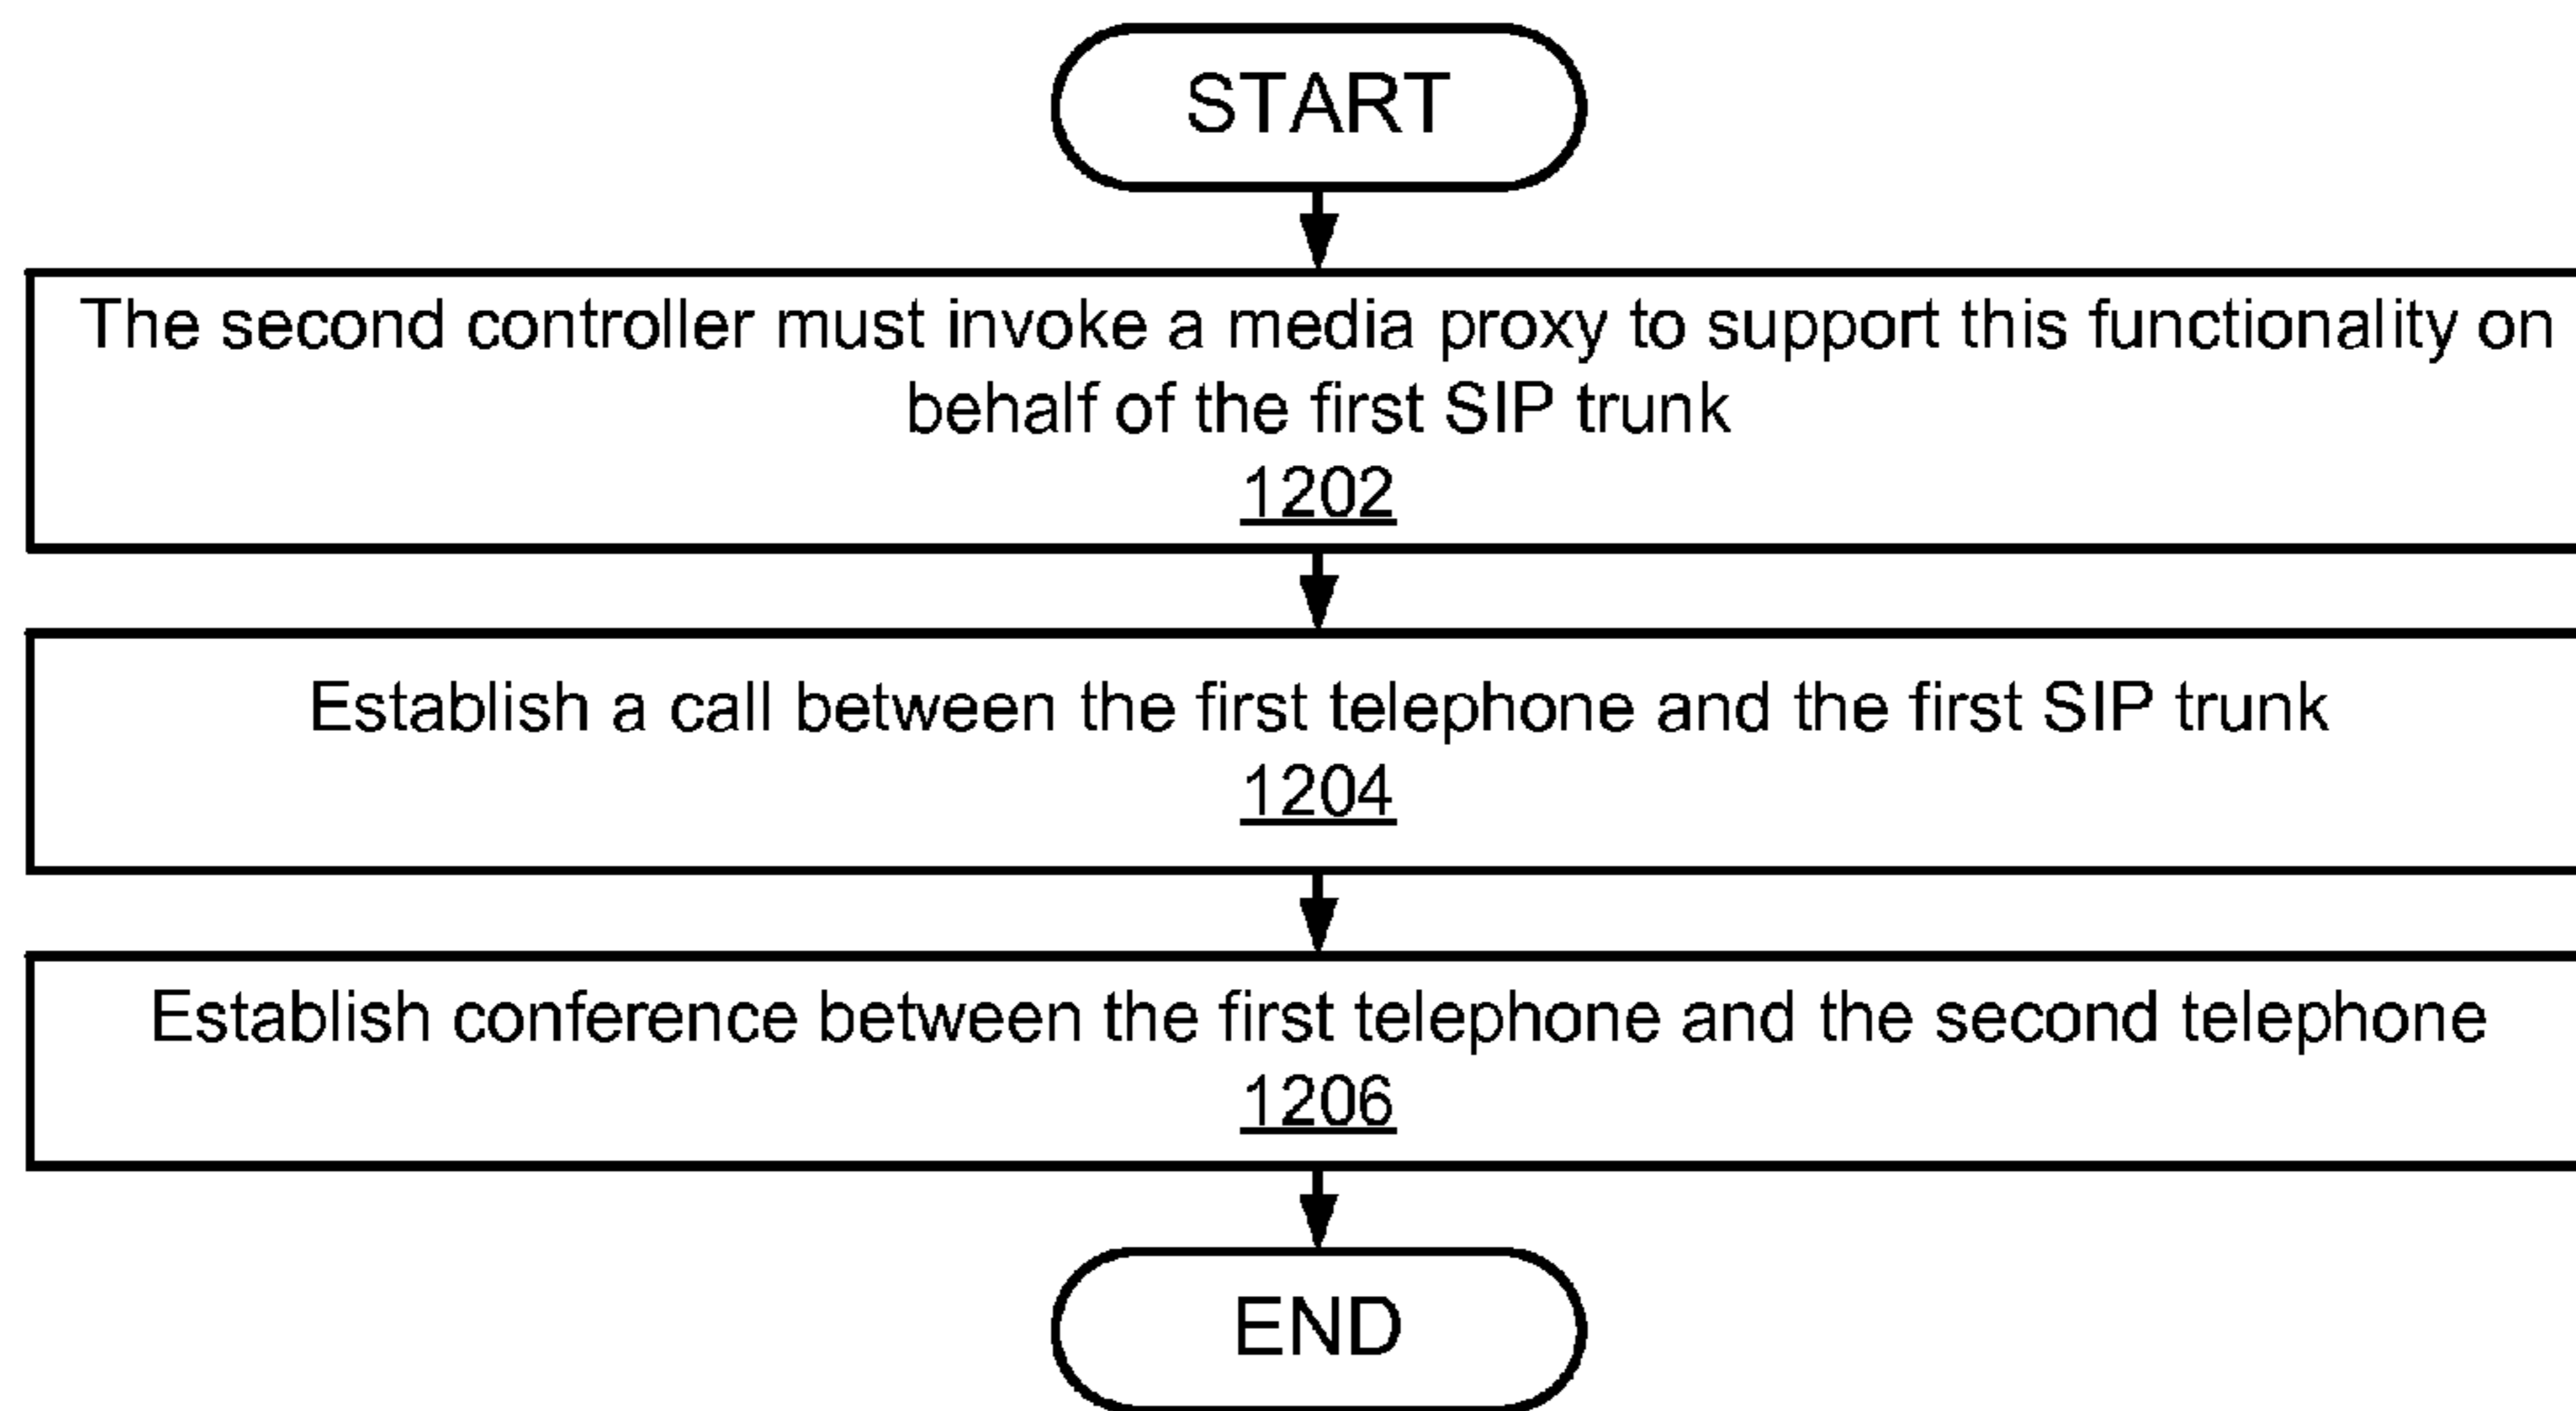 START
The second controller must invoke a media proxy to support this functionality on
behalf of the first SIP trunk
1202
Establish a call between the first telephone and the first SIP trunk
1204
Establish conference between the first telephone and the second telephone
1206
END